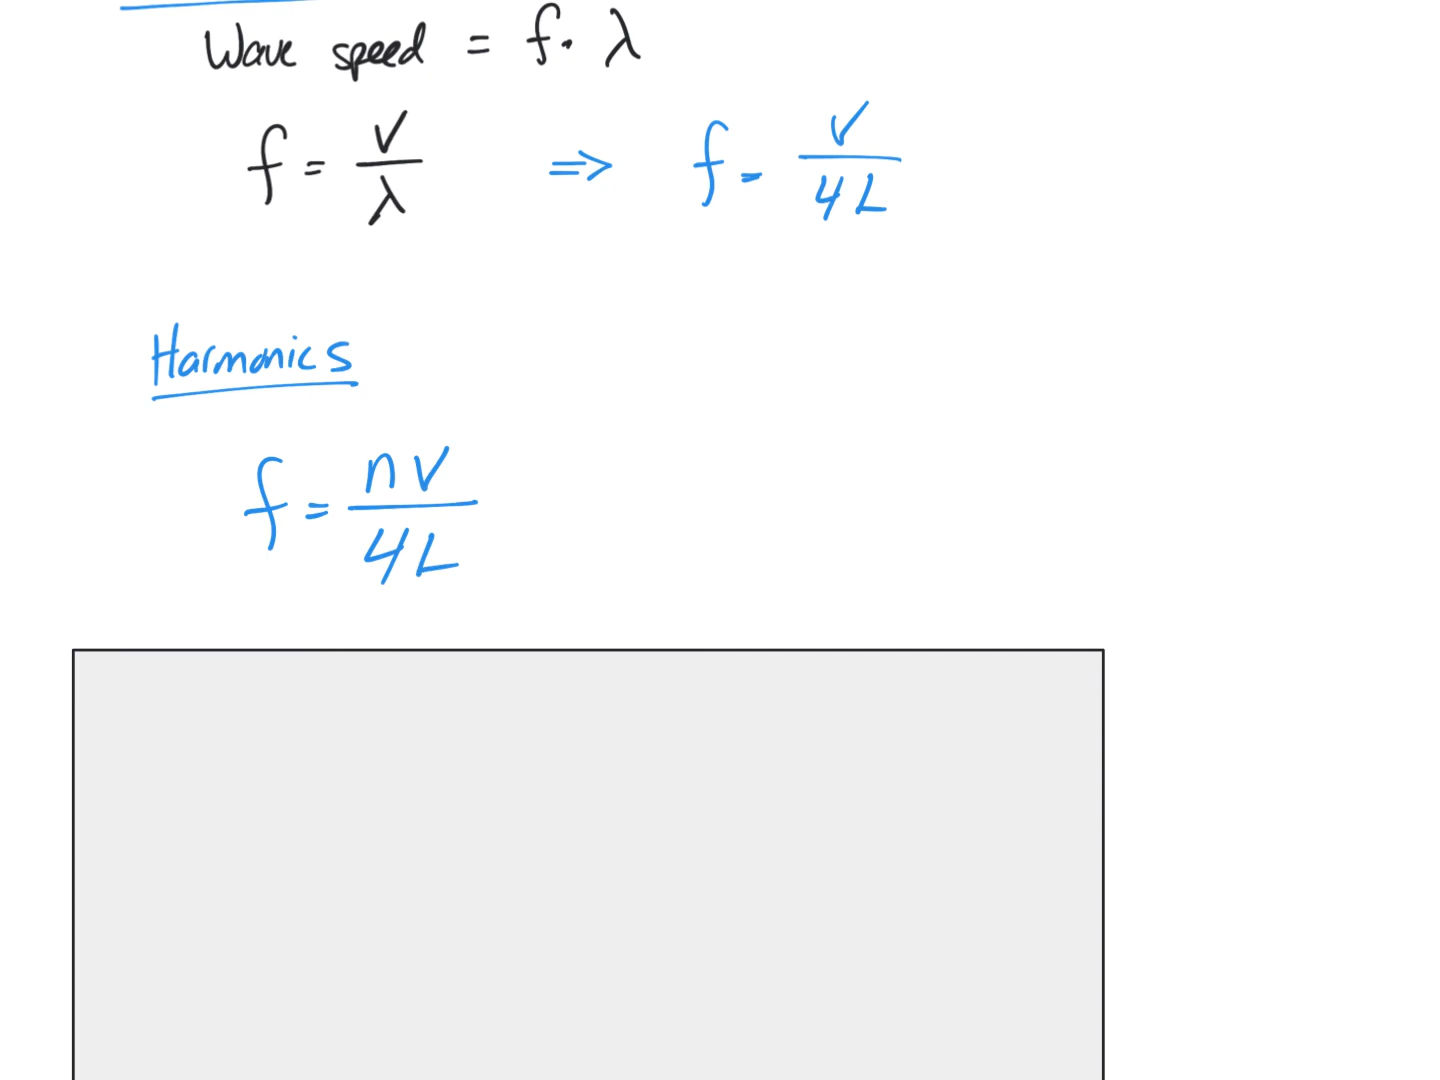 Wave speed = f · λ
f = v/λ ⇒ f = v/4L
Harmonics
f = nv/4L